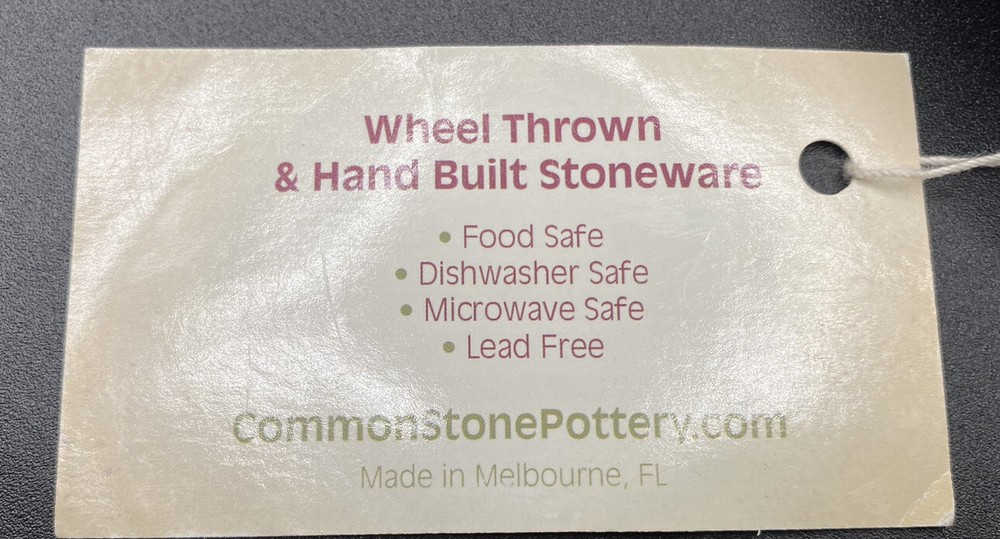 Wheel Thrown
& Hand Built Stoneware
• Food Safe
• Dishwasher Safe
• Microwave Safe
• Lead Free
CommonStonePottery.com
Made in Melbourne, FL